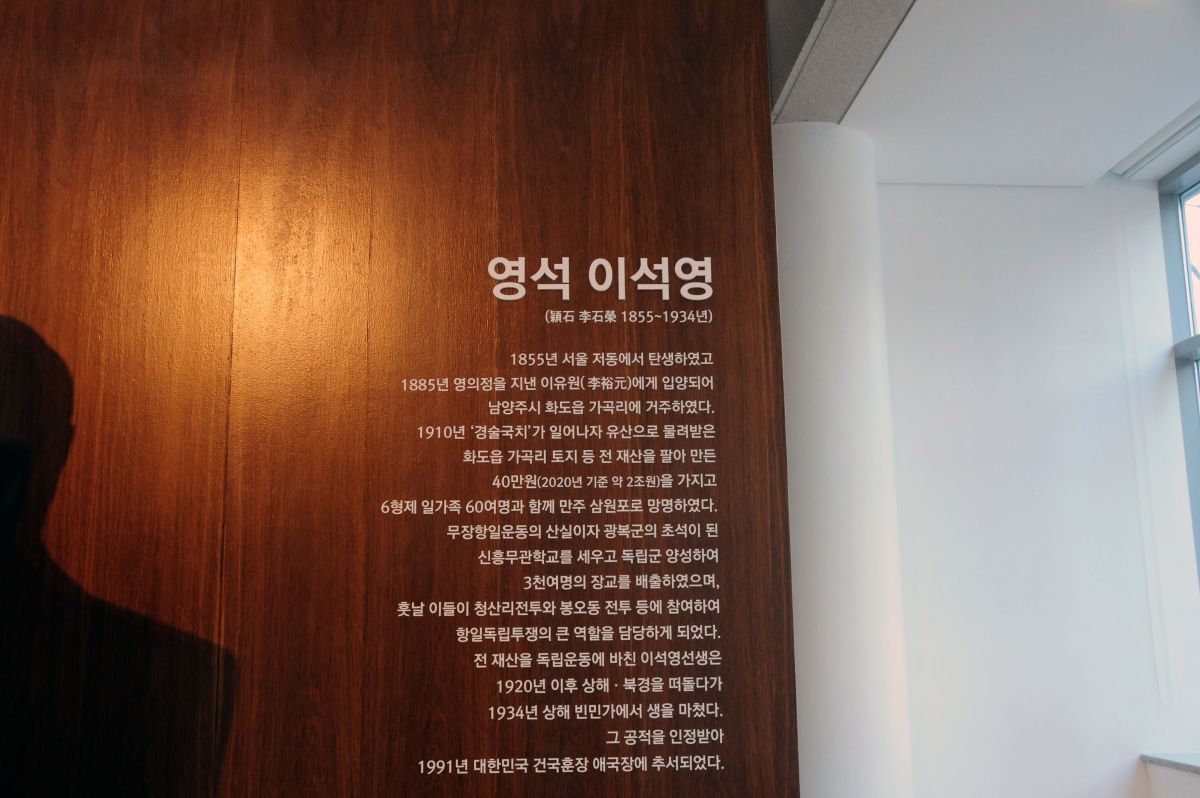 영석 이석영
(穎石 李石榮 1855~1934년)
1855년 서울 저동에서 탄생하였고
1885년 영의정을 지낸 이유원( 李裕元)에게 입양되어
남양주시 화도읍 가곡리에 거주하였다.
1910년 ‘경술국치’가 일어나자 유산으로 물려받은
화도읍 가곡리 토지 등 전 재산을 팔아 만든
40만원(2020년 기준 약 2조원)을 가지고
6형제 일가족 60여명과 함께 만주 삼원포로 망명하였다.
무장항일운동의 산실이자 광복군의 초석이 된
신흥무관학교를 세우고 독립군 양성하여
3천여명의 장교를 배출하였으며,
훗날 이들이 청산리전투와 봉오동 전투 등에 참여하여
항일독립투쟁의 큰 역할을 담당하게 되었다.
전 재산을 독립운동에 바친 이석영선생은
1920년 이후 상해 · 북경을 떠돌다가
1934년 상해 빈민가에서 생을 마쳤다.
그 공적을 인정받아
1991년 대한민국 건국훈장 애국장에 추서되었다.